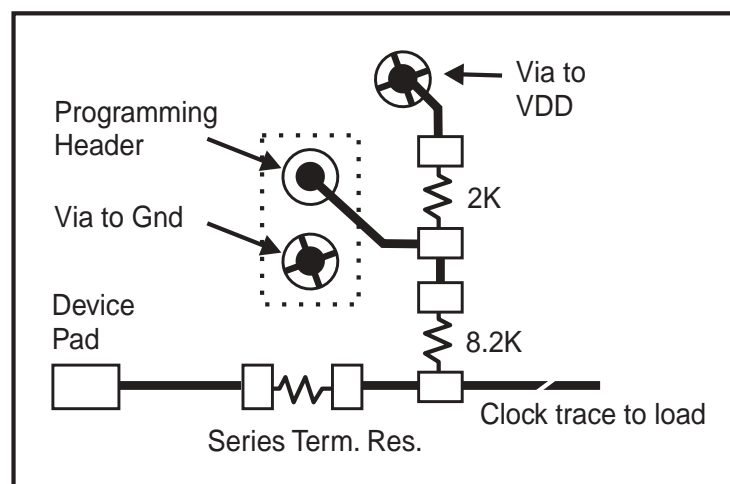 Via to
VDD
Programming
Header
2K
Via to Gnd
Device
Pad
8.2K
Clock trace to load
Series Term. Res.